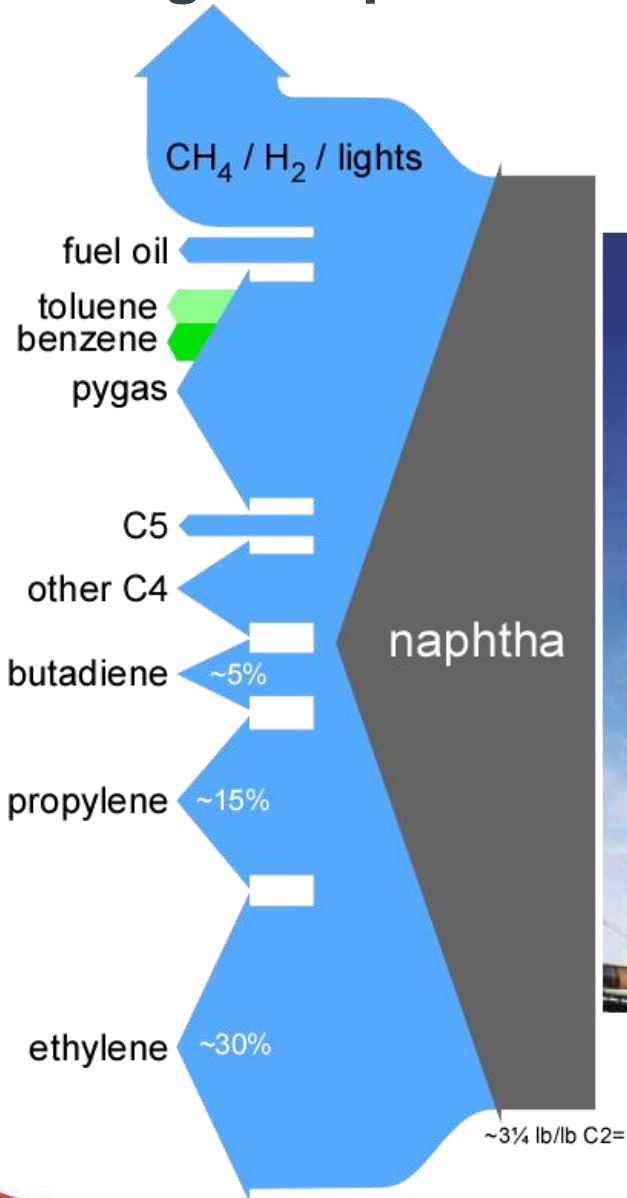 CH4 / H2 / lights
fuel oil
toluene
benzene
pygas
C5
other C4
naphtha
butadiene
~5%
propylene
~15%
ethylene
~30%
~3¼ lb/lb C2=